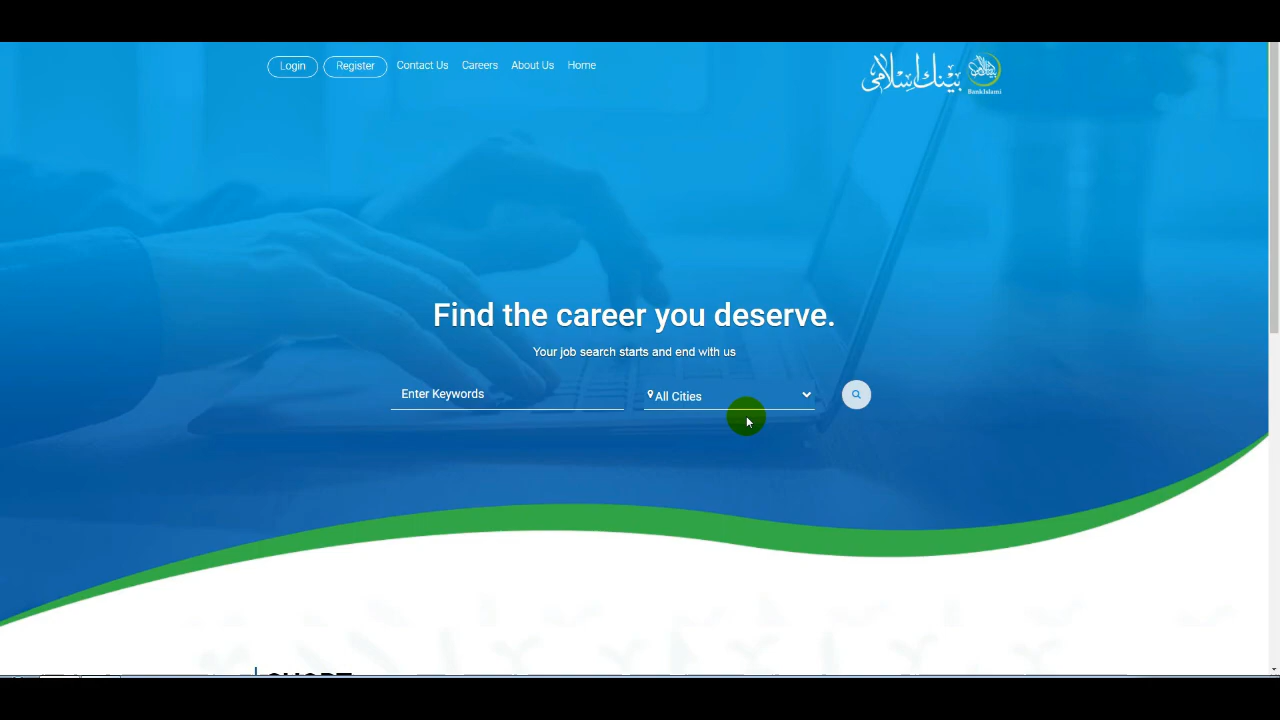 Login
Register
Contact Us
Careers
About Us
Home
بینک اسلامی
BankIslami
Find the career you deserve.
Your job search starts and end with us
Enter Keywords
All Cities